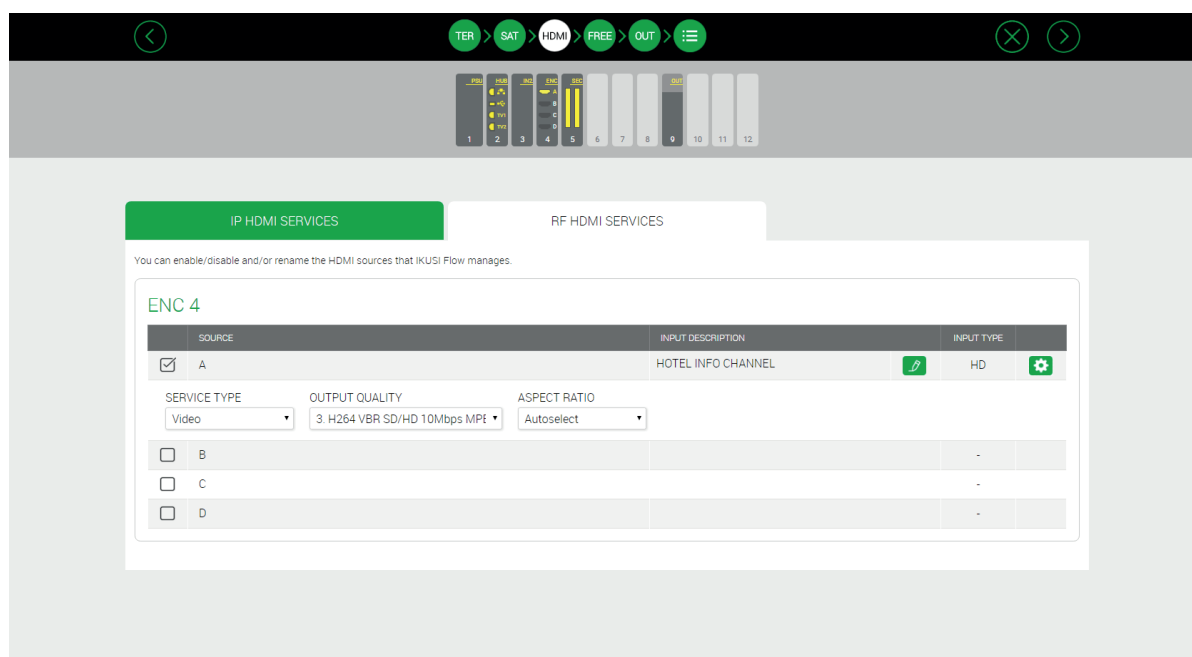 TER > SAT > HDMI > FREE > OUT >
PSU HUB IN2 ENC SEC OUT
A
B
TV1 C
TV2 D
1 2 3 4 5 6 7 8 9 10 11 12
IP HDMI SERVICES RF HDMI SERVICES
You can enable/disable and/or rename the HDMI sources that IKUSI Flow manages.
ENC 4
SOURCE INPUT DESCRIPTION INPUT TYPE
A HOTEL INFO CHANNEL HD
SERVICE TYPE OUTPUT QUALITY ASPECT RATIO
Video 3. H264 VBR SD/HD 10Mbps MPE Autoselect
B -
C -
D -